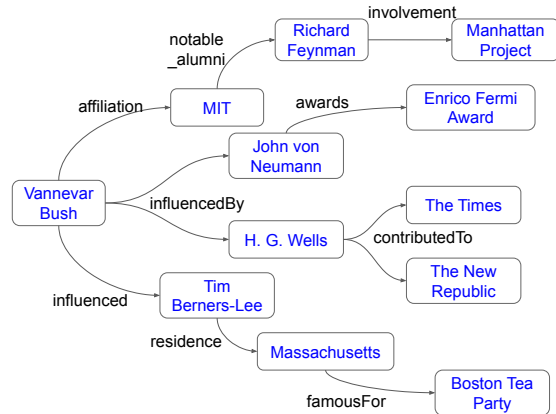 involvement
Richard
Feynman
Manhattan
Project
notable
_alumni
affiliation
MIT
awards
Enrico Fermi
Award
John von
Neumann
Vannevar
Bush
influencedBy
The Times
H. G. Wells
contributedTo
The New
Republic
influenced
Tim
Berners-Lee
residence
Massachusetts
famousFor
Boston Tea
Party